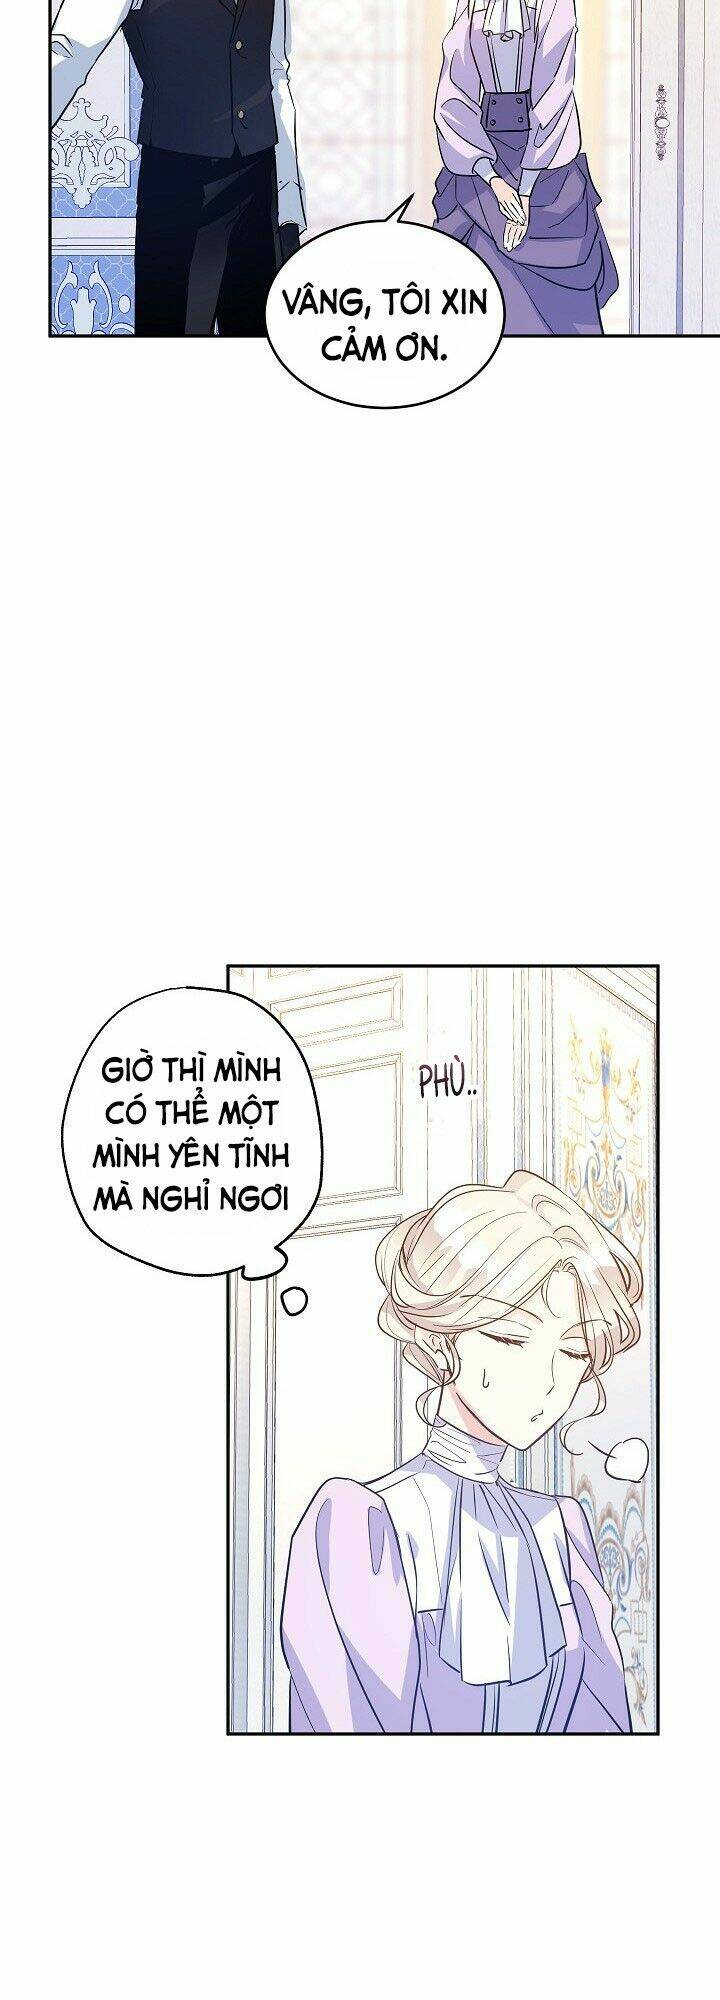 VÂNG, TÔI XIN
CẢM ƠN.
GIỜ THÌ MÌNH
CÓ THỂ MỘT
MÌNH YÊN TĨNH
MÀ NGHỈ NGƠI
PHÙ..